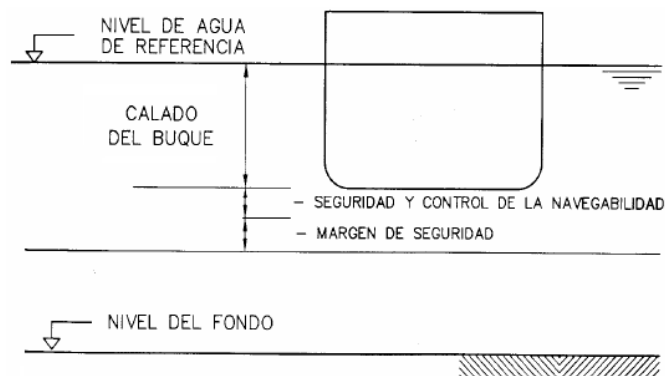 NIVEL DE AGUA
DE REFERENCIA
CALADO
DEL BUQUE
- SEGURIDAD Y CONTROL DE LA NAVEGABILIDAD
- MARGEN DE SEGURIDAD
NIVEL DEL FONDO